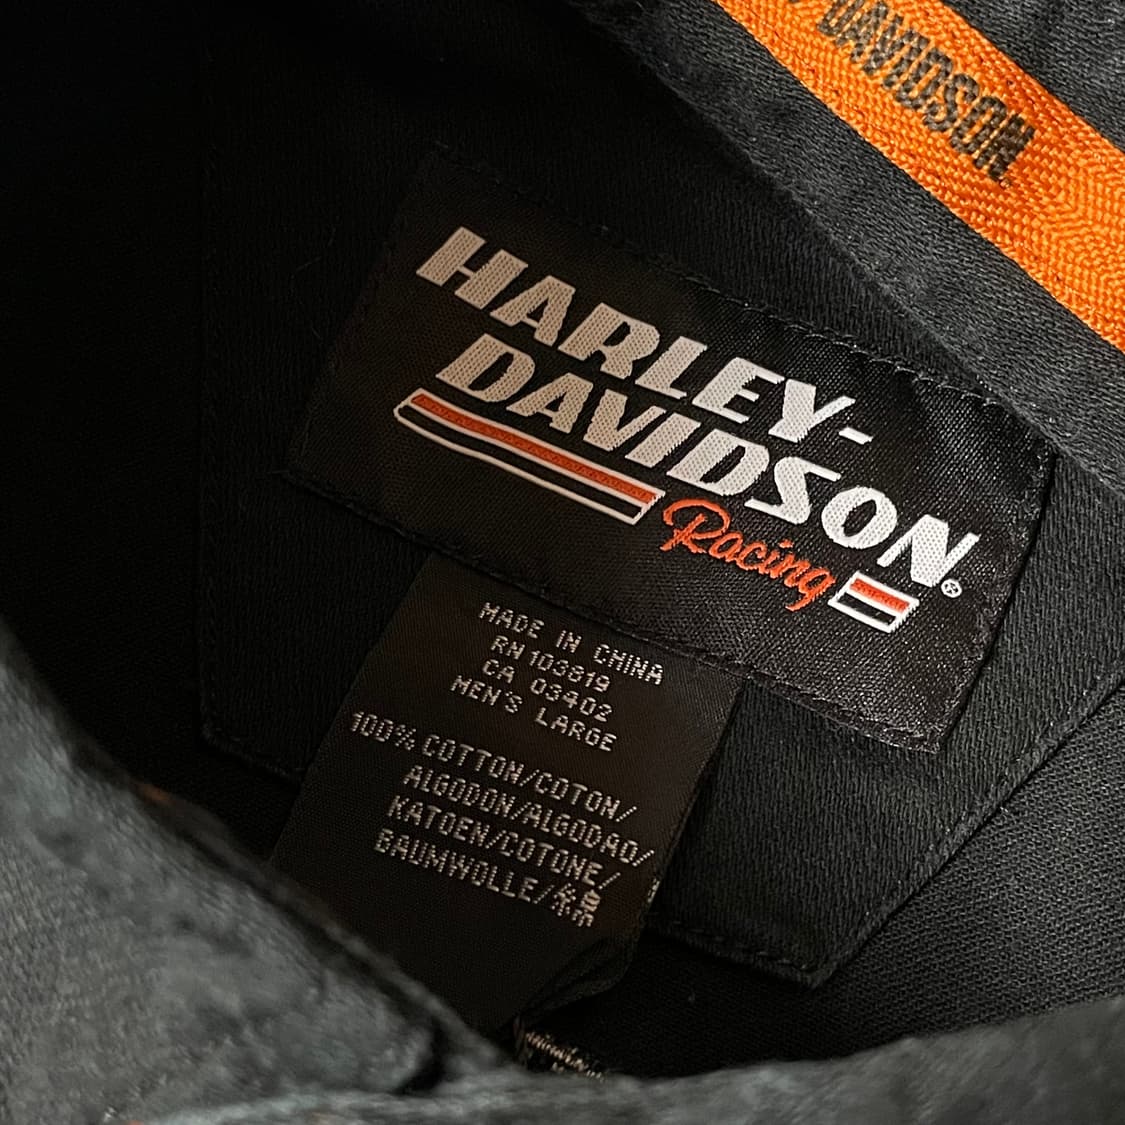 DAVIDSON
HARLEY-
DAVIDSON®
Racing
MADE IN CHINA
RN 103819
CA 03402
MEN'S LARGE
100% COTTON/COTON/
ALGODON/ALGODAO/
KATOEN/COTONE/
BAUMWOLLE/綿